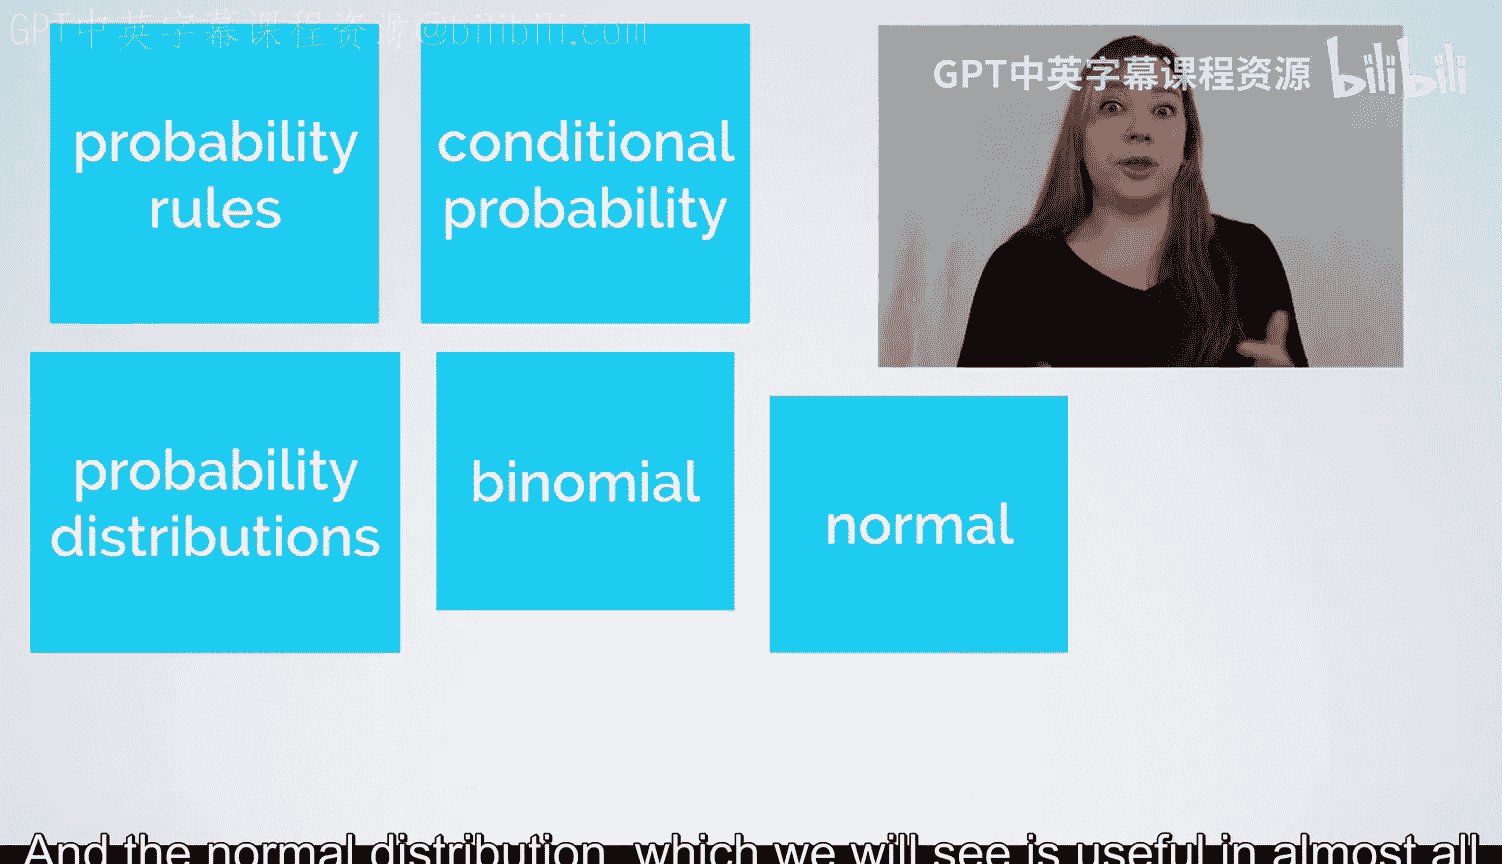 GPT中英字幕课程资源@bilibili.com
GPT中英字幕课程资源 bilibili
probability
rules
conditional
probability
probability
distributions
binomial
normal
And the normal distribution, which we will see is useful in almost all